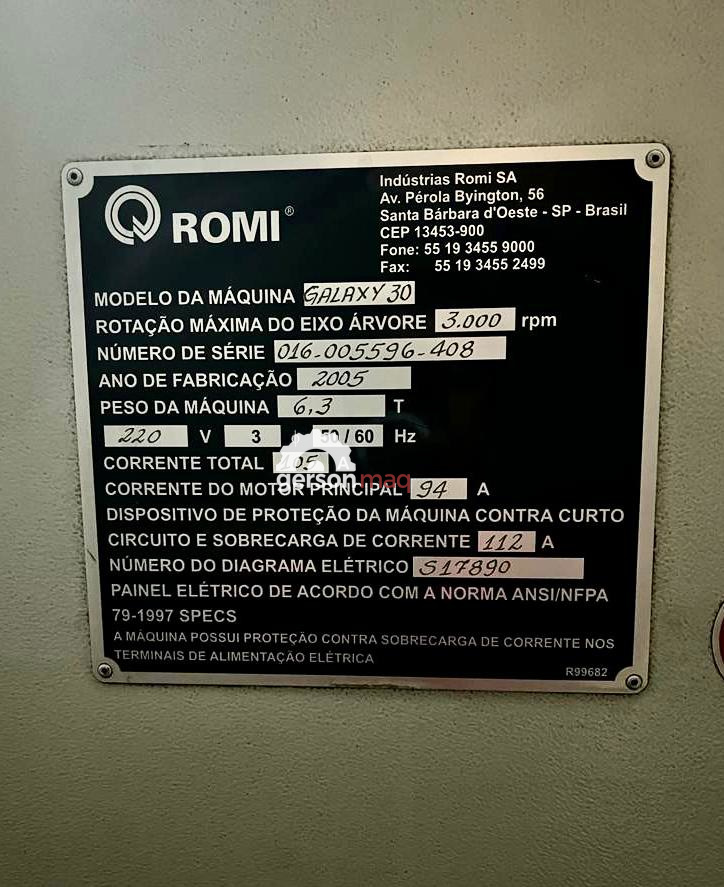 ROMI®
Indústrias Romi SA
Av. Pérola Byington, 56
Santa Bárbara d'Oeste - SP - Brasil
CEP 13453-900
Fone: 55 19 3455 9000
Fax: 55 19 3455 2499
MODELO DA MÁQUINA GALAXY 30
ROTAÇÃO MÁXIMA DO EIXO ÁRVORE 3.000 rpm
NÚMERO DE SÉRIE 016-005596-408
ANO DE FABRICAÇÃO 2005
PESO DA MÁQUINA 6,3 T
220 V 3 ϕ 50 / 60 Hz
CORRENTE TOTAL 105 A
gerson maq
CORRENTE DO MOTOR PRINCIPAL 94 A
DISPOSITIVO DE PROTEÇÃO DA MÁQUINA CONTRA CURTO
CIRCUITO E SOBRECARGA DE CORRENTE 112 A
NÚMERO DO DIAGRAMA ELÉTRICO S17890
PAINEL ELÉTRICO DE ACORDO COM A NORMA ANSI/NFPA
79-1997 SPECS
A MÁQUINA POSSUI PROTEÇÃO CONTRA SOBRECARGA DE CORRENTE NOS
TERMINAIS DE ALIMENTAÇÃO ELÉTRICA
R99682